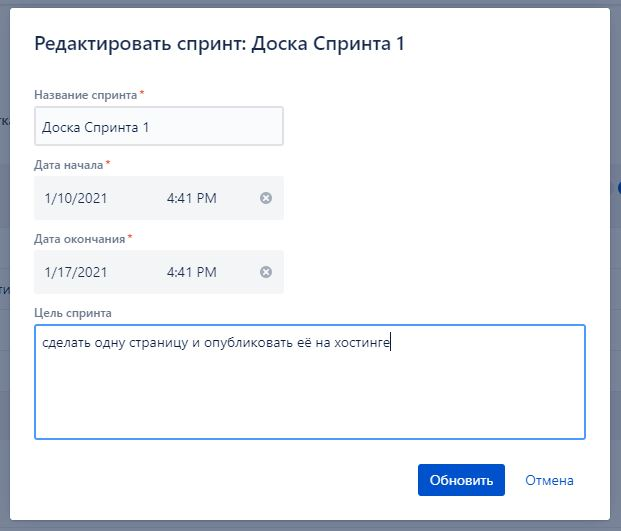 Редактировать спринт: Доска Спринта 1
Название спринта*
Доска Спринта 1
Дата начала*
1/10/2021 4:41 PM
Дата окончания*
1/17/2021 4:41 PM
Цель спринта
сделать одну страницу и опубликовать её на хостинге
Обновить Отмена